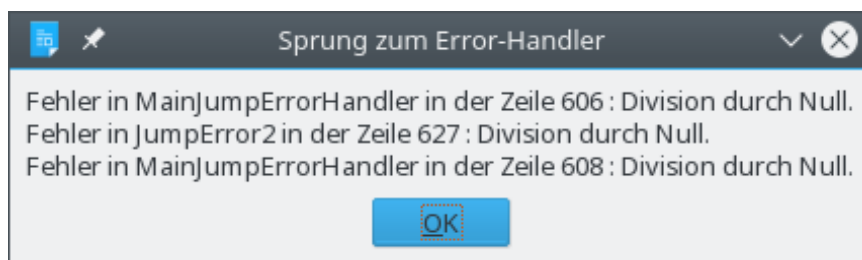 Sprung zum Error-Handler
Fehler in MainJumpErrorHandler in der Zeile 606 : Division durch Null.
Fehler in JumpError2 in der Zeile 627 : Division durch Null.
Fehler in MainJumpErrorHandler in der Zeile 608 : Division durch Null.
OK